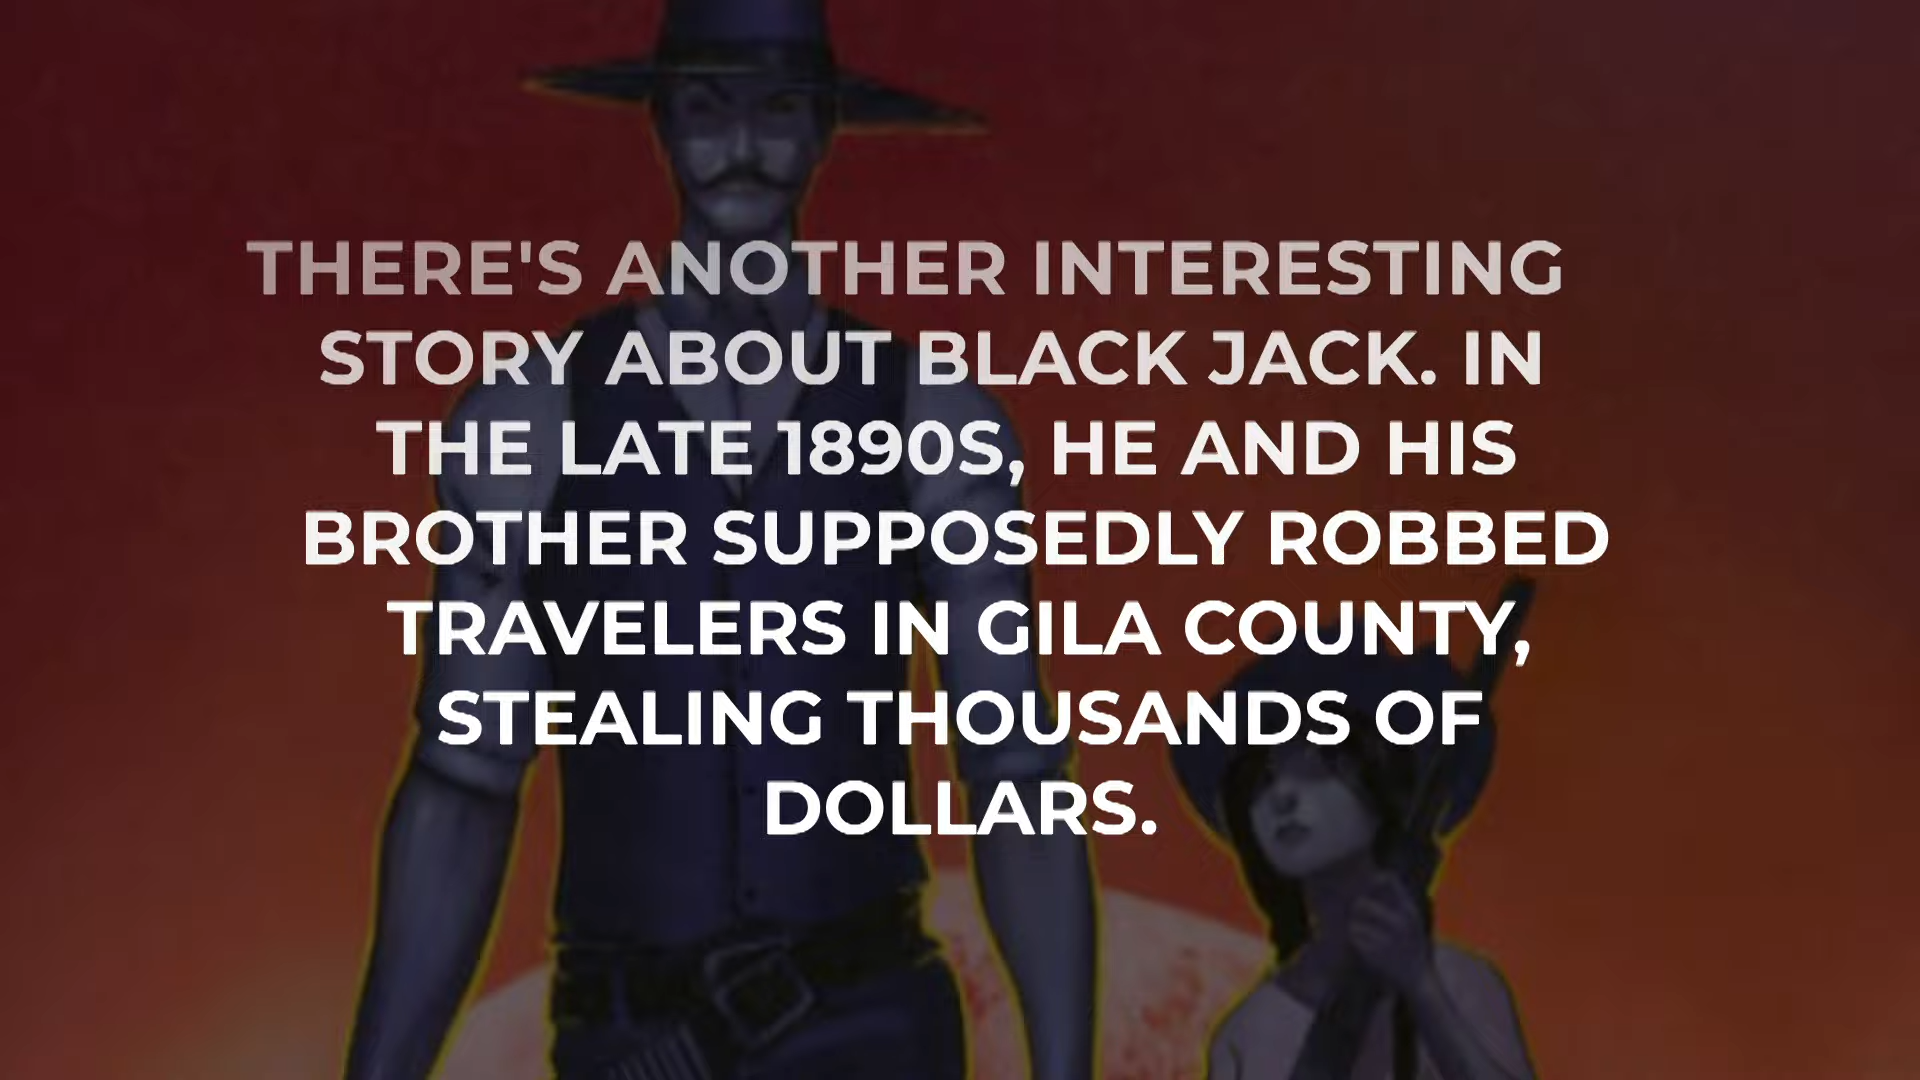 THERE'S ANOTHER INTERESTING
STORY ABOUT BLACK JACK. IN
THE LATE 1890S, HE AND HIS
BROTHER SUPPOSEDLY ROBBED
TRAVELERS IN GILA COUNTY,
STEALING THOUSANDS OF
DOLLARS.